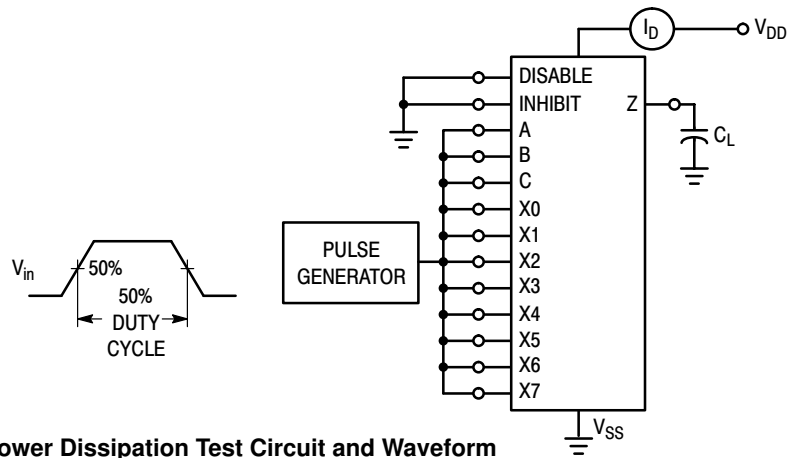 I_D
V_DD
DISABLE
INHIBIT
Z
A
B
C
C_L
X0
X1
X2
X3
X4
X5
X6
X7
PULSE
GENERATOR
V_in
50%
50%
DUTY
CYCLE
V_SS
ower Dissipation Test Circuit and Waveform